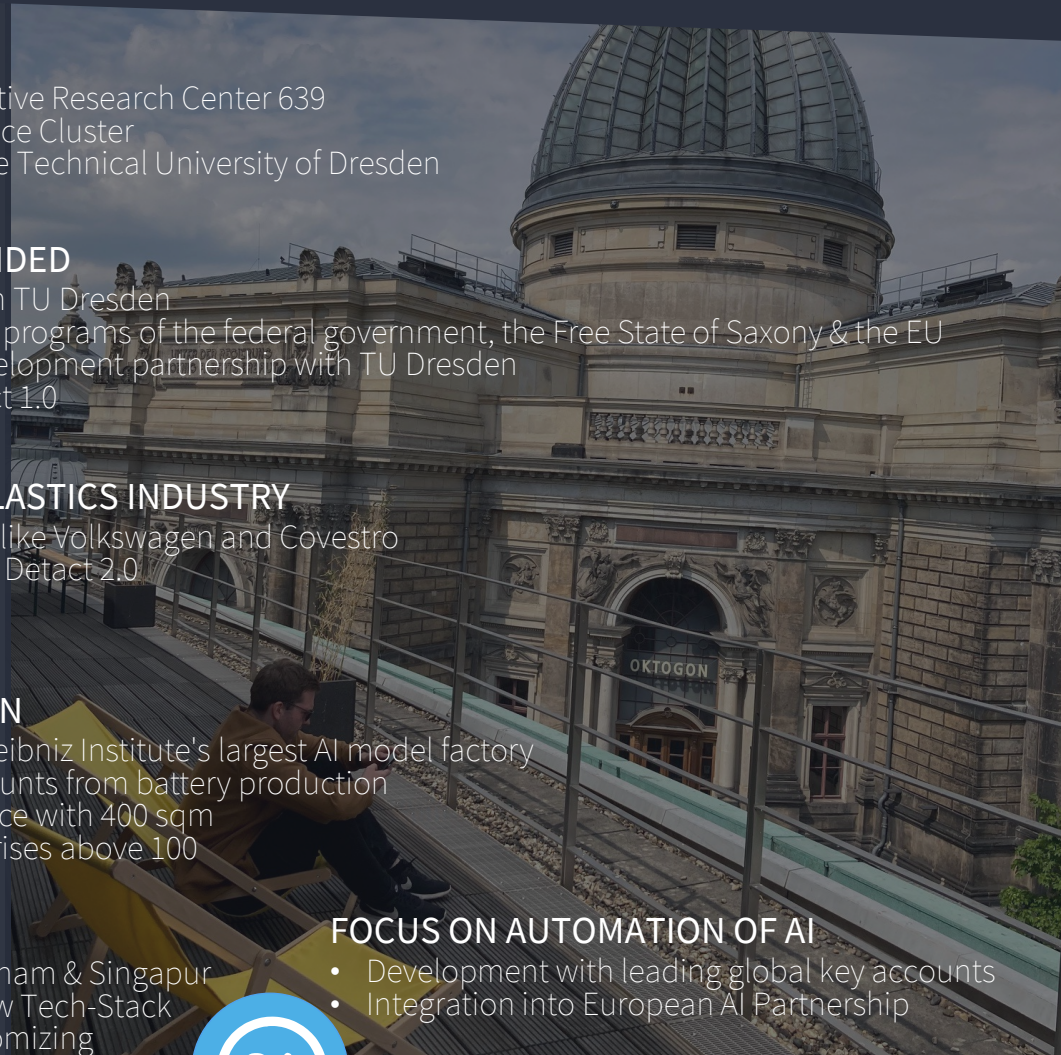 tive Research Center 639
ce Cluster
e Technical University of Dresden
NDED
n TU Dresden
programs of the federal government, the Free State of Saxony & the EU
elopment partnership with TU Dresden
t 1.0
LASTICS INDUSTRY
like Volkswagen and Covestro
Detact 2.0
OKTOGON
N
eibniz Institute's largest AI model factory
unts from battery production
ce with 400 sqm
rises above 100
FOCUS ON AUTOMATION OF AI
• Development with leading global key accounts
• Integration into European AI Partnership
nam & Singapur
w Tech-Stack
omizing